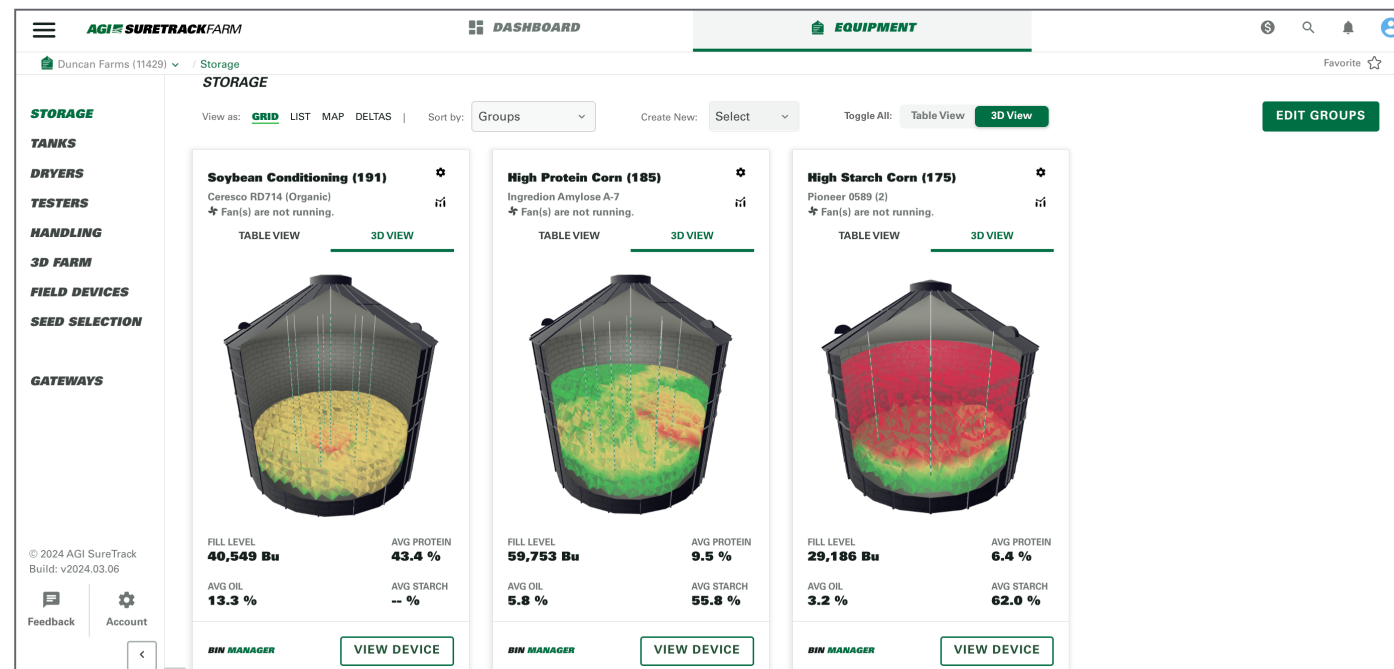 AGI SURETRACKFARM
DASHBOARD
EQUIPMENT
Duncan Farms (11429) / Storage
Favorite
STORAGE
View as: GRID LIST MAP DELTAS | Sort by: Groups Create New: Select Toggle All: Table View 3D View
EDIT GROUPS
STORAGE
TANKS
DRYERS
TESTERS
HANDLING
3D FARM
FIELD DEVICES
SEED SELECTION
GATEWAYS
© 2024 AGI SureTrack
Build: v2024.03.06
Feedback Account
Soybean Conditioning (191)
Ceresco RD714 (Organic)
Fan(s) are not running.
TABLE VIEW 3D VIEW
FILL LEVEL AVG PROTEIN
40,549 Bu 43.4 %
AVG OIL AVG STARCH
13.3 % -- %
BIN MANAGER VIEW DEVICE
High Protein Corn (185)
Ingredion Amylose A-7
Fan(s) are not running.
TABLE VIEW 3D VIEW
FILL LEVEL AVG PROTEIN
59,753 Bu 9.5 %
AVG OIL AVG STARCH
5.8 % 55.8 %
BIN MANAGER VIEW DEVICE
High Starch Corn (175)
Pioneer 0589 (2)
Fan(s) are not running.
TABLE VIEW 3D VIEW
FILL LEVEL AVG PROTEIN
29,186 Bu 6.4 %
AVG OIL AVG STARCH
3.2 % 62.0 %
BIN MANAGER VIEW DEVICE